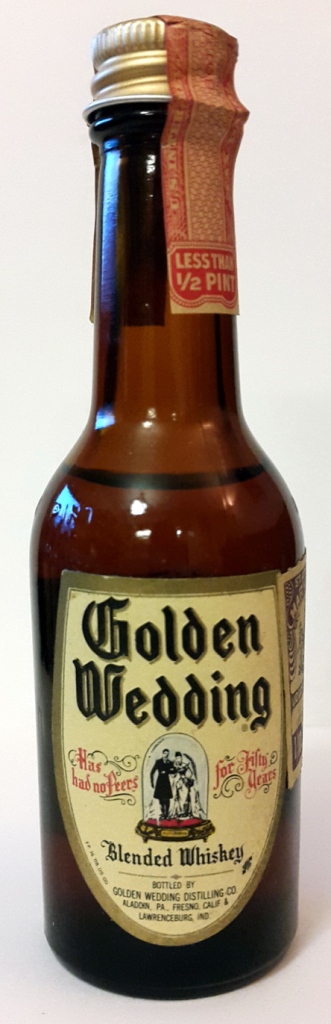 LESS THAN
1/2 PINT
Golden
Wedding
®
Has
had no Peers
for Fifty
Years
Blended Whiskey
BOTTLED BY
GOLDEN WEDDING DISTILLING CO.
ALADDIN, PA., FRESNO, CALIF. &
LAWRENCEBURG, IND.